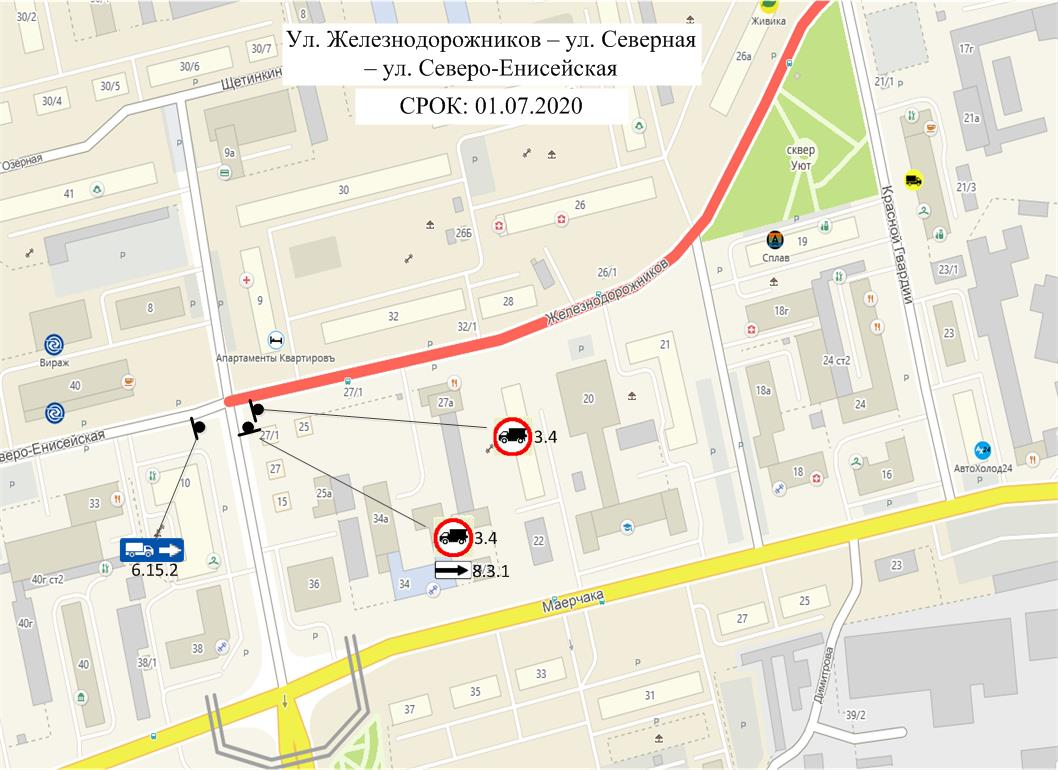 Ул. Железнодорожников – ул. Северная
– ул. Северо-Енисейская
СРОК: 01.07.2020
30/2
30/7
8
30/6
30/5
30/4
Щетинкин
Озерная
P
9а
41
P
30
P
26
26Б
26а
Живика
сквер
Уют
17г
21/1
21а
21/3
Красной Гвардии
P
19
Сплав
23/1
18г
23
24 ст2
18а
24
16
18
АвтоХолод24
P
8
9
32
32/1
28
26/1
Железнодорожников
Вираж
40
Апартаменты Квартировъ
27/1
27а
P
21
20
3.4
веро-Енисейская
27/1
25
27
15
25а
34а
10
33
P
6.15.2
3.4
8.3.1
22
34
36
40г ст2
40г
40
38/1
38
Маерчака
P
P
23
25
27
33
35
31
37
P
Димитрова
39/2